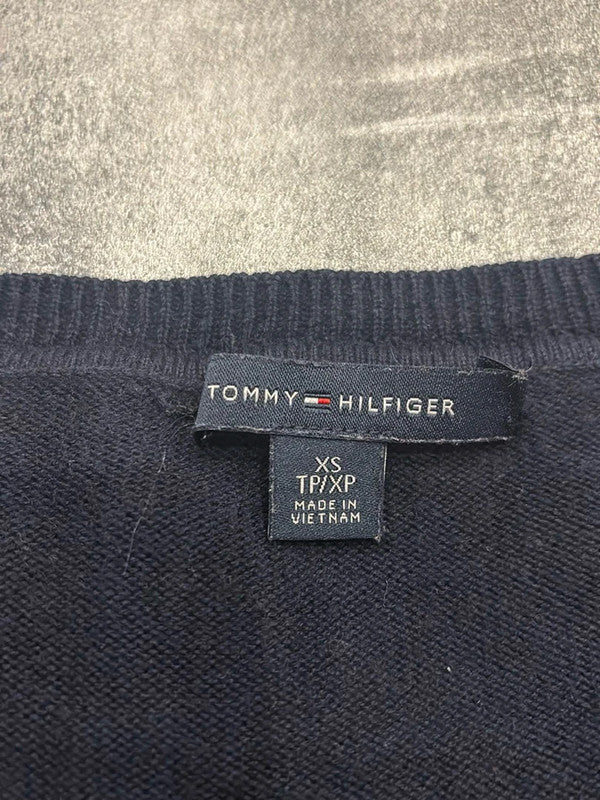 TOMMY HILFIGER
XS
TP/XP
MADE IN
VIETNAM